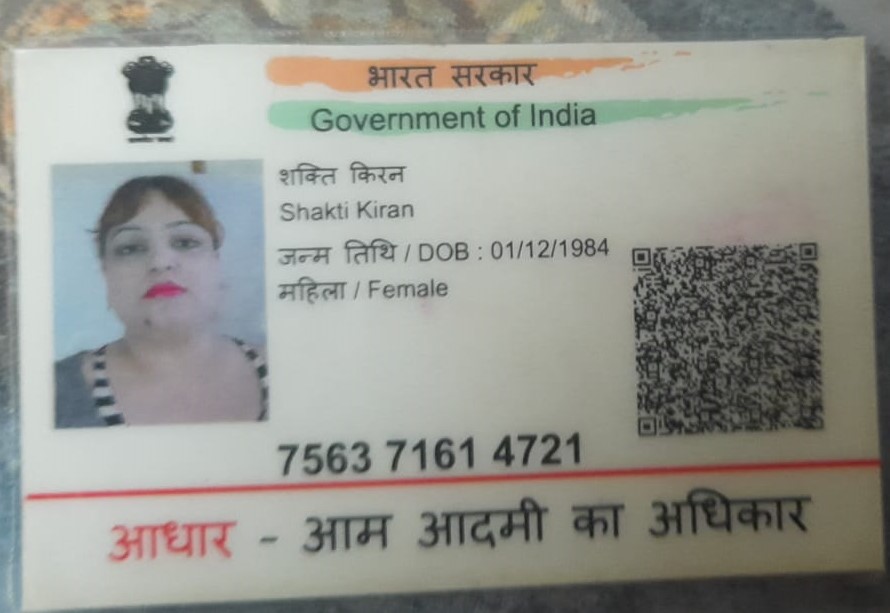 भारत सरकार
Government of India
शक्ति किरन
Shakti Kiran
जन्म तिथि / DOB : 01/12/1984
महिला / Female
7563 7161 4721
आधार - आम आदमी का अधिकार